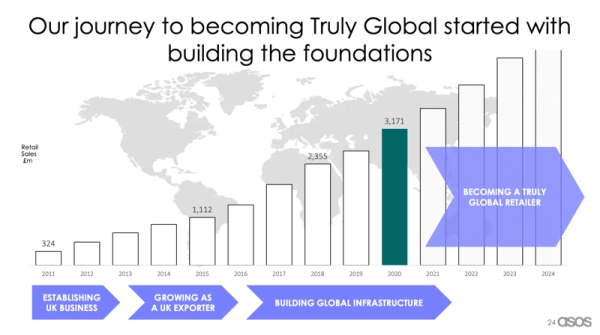 Our journey to becoming Truly Global started with
building the foundations
Retail
Sales
£m
324
1,112
2,355
3,171
2011 2012 2013 2014 2015 2016 2017 2018 2019 2020 2021 2022 2023 2024
BECOMING A TRULY
GLOBAL RETAILER
ESTABLISHING
UK BUSINESS
GROWING AS
A UK EXPORTER
BUILDING GLOBAL INFRASTRUCTURE
24 asos